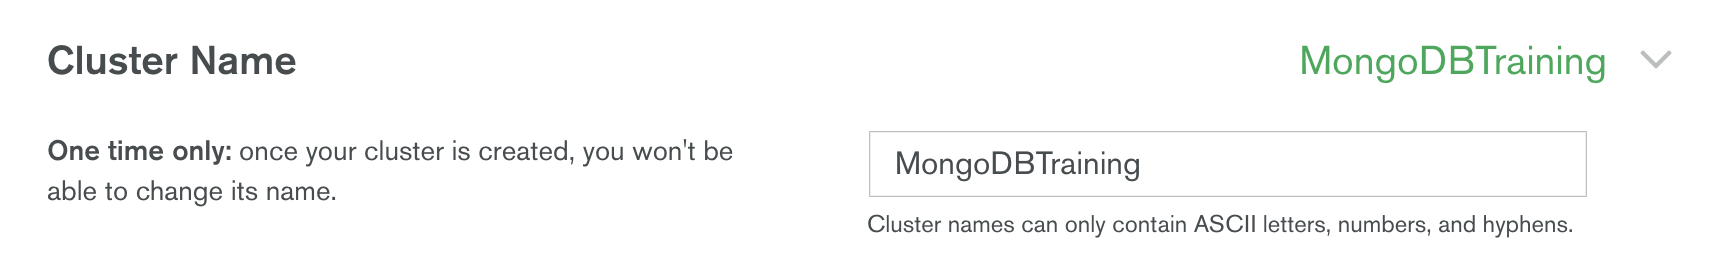 Cluster Name
MongoDBTraining
One time only: once your cluster is created, you won't be
able to change its name.
MongoDBTraining
Cluster names can only contain ASCII letters, numbers, and hyphens.